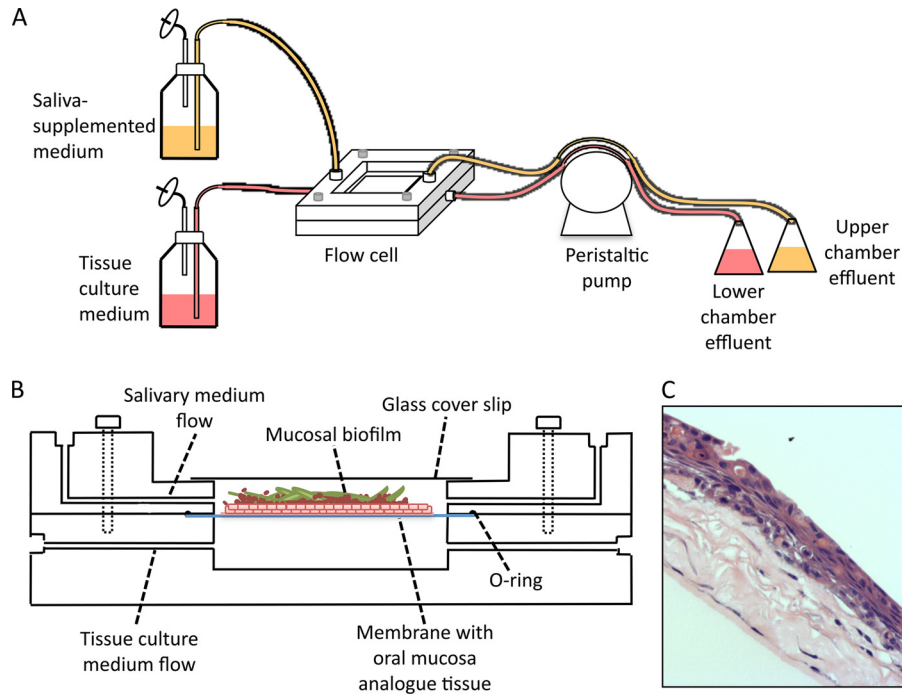 A
Saliva-
supplemented
medium
Tissue
culture
medium
Flow cell
Peristaltic
pump
Lower
chamber
effluent
Upper
chamber
effluent
B
Salivary medium
flow
Mucosal biofilm
Glass cover slip
O-ring
Tissue culture
medium flow
Membrane with
oral mucosa
analogue tissue
C